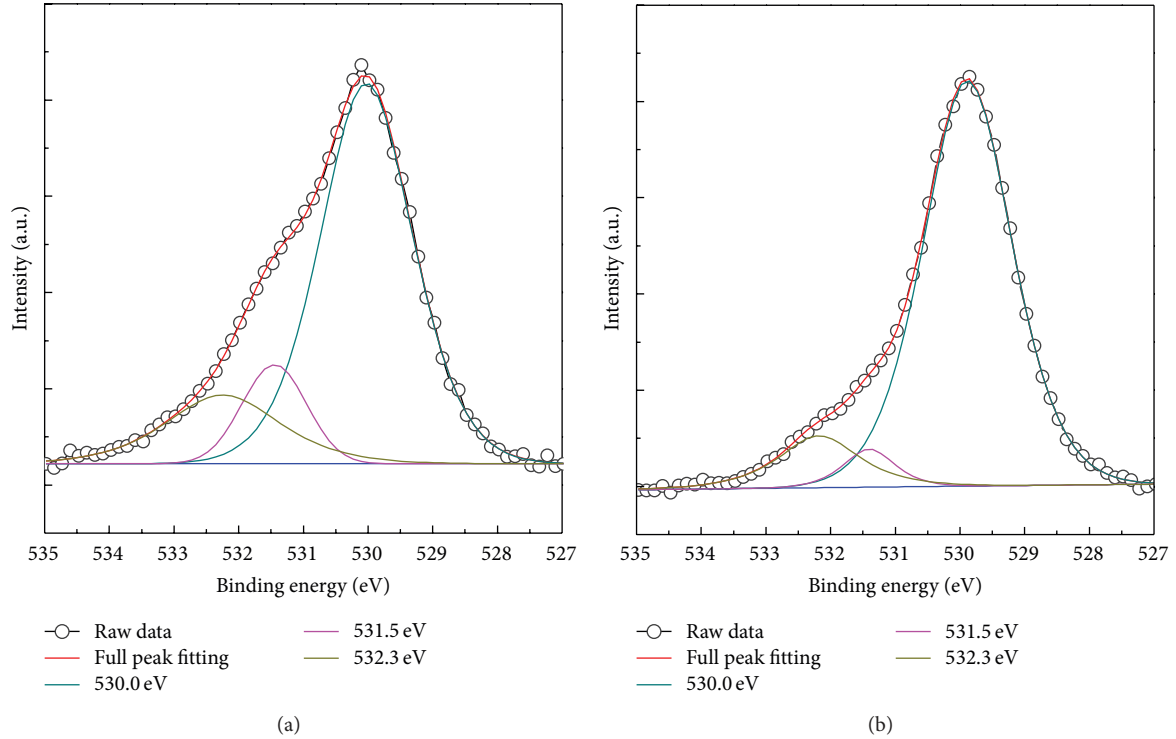 Intensity (a.u.)
535 534 533 532 531 530 529 528 527
Binding energy (eV)
Raw data
Full peak fitting
530.0 eV
531.5 eV
532.3 eV
(a)
Intensity (a.u.)
535 534 533 532 531 530 529 528 527
Binding energy (eV)
Raw data
Full peak fitting
530.0 eV
531.5 eV
532.3 eV
(b)